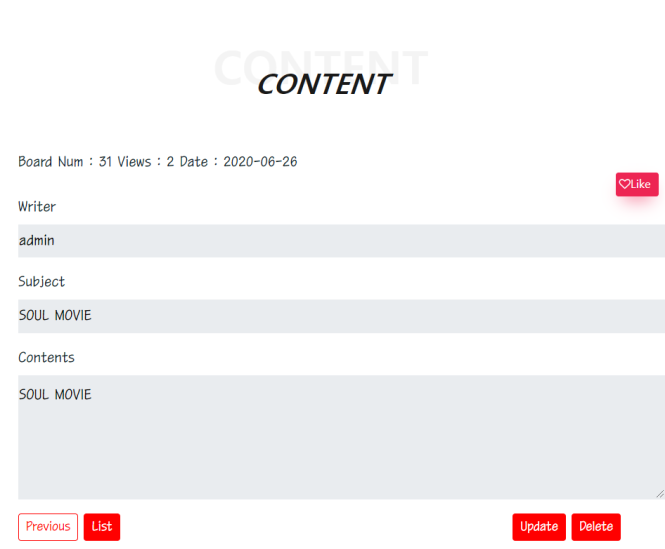 CONTENT
CONTENT
Board Num : 31 Views : 2 Date : 2020-06-26
Like
Writer
admin
Subject
SOUL MOVIE
Contents
SOUL MOVIE
Previous List Update Delete